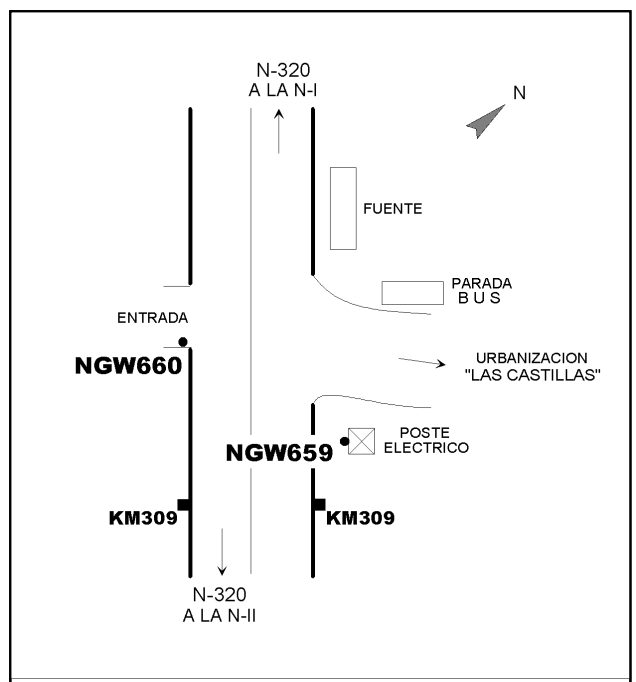 N-320
A LA N-I
N
FUENTE
PARADA
B U S
ENTRADA
NGW660
URBANIZACION
"LAS CASTILLAS"
POSTE
ELECTRICO
NGW659
KM309
KM309
N-320
A LA N-II